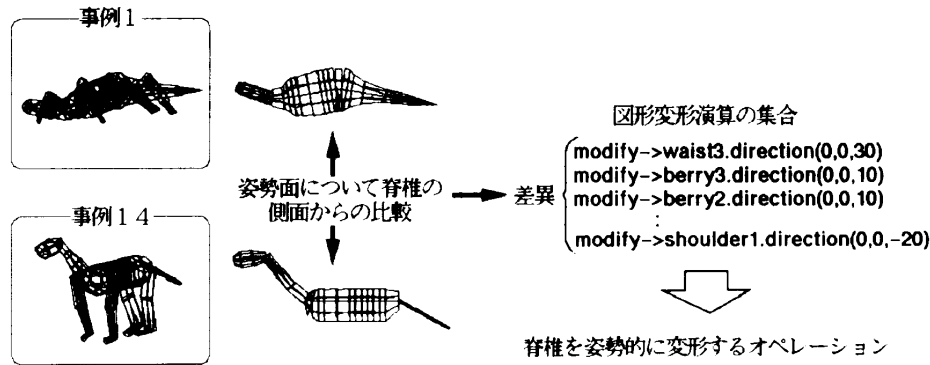 事例1
事例14
姿勢面について脊椎の
側面からの比較
差異
図形変形演算の集合
modify->waist3.direction(0,0,30)
modify->berry3.direction(0,0,10)
modify->berry2.direction(0,0,10)
:
modify->shoulder1.direction(0,0,-20)
脊椎を姿勢的に変形するオペレーション